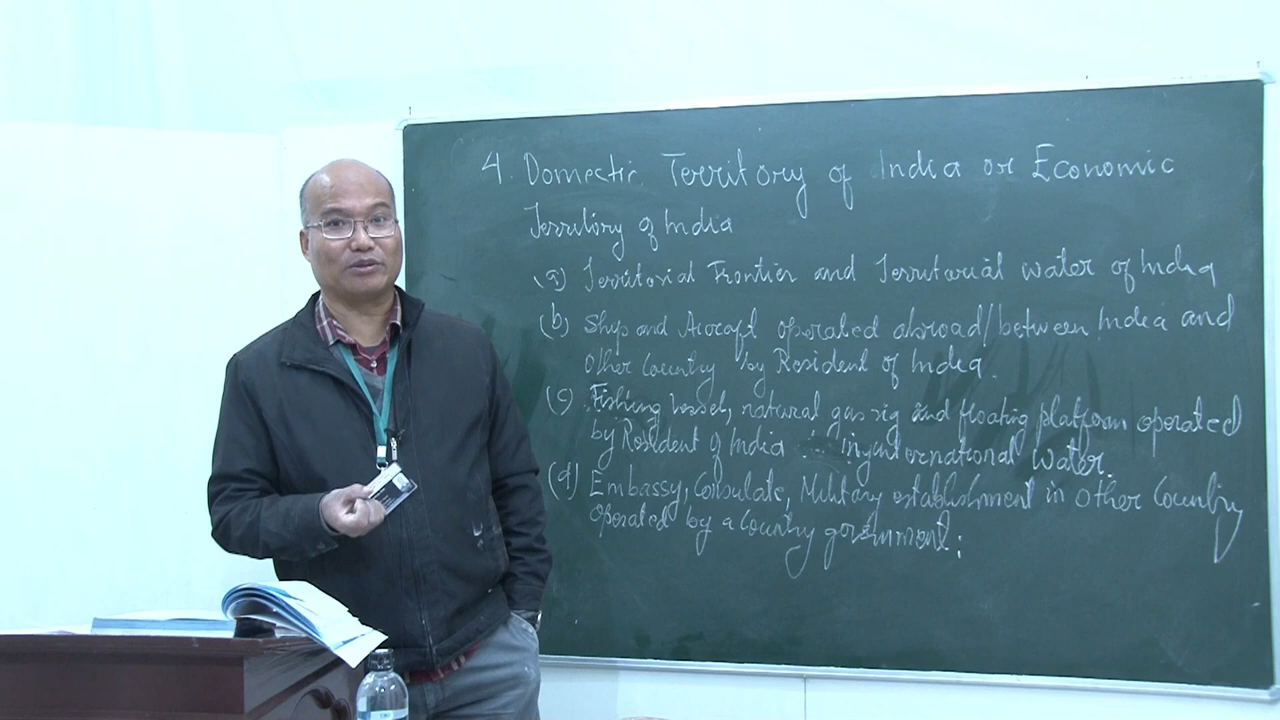 4. Domestic Territory of India or Economic
Territory of India
(a) Territorial Frontier and Territorial water of India
(b) Ship and Aircraft operated abroad/between India and
Other Country by Resident of India.
(c) Fishing Vessel, natural gas rig and floating platform operated
by Resident of India in international water.
(d) Embassy, Consulate, Military establishment in other Country
operated by a Country government;